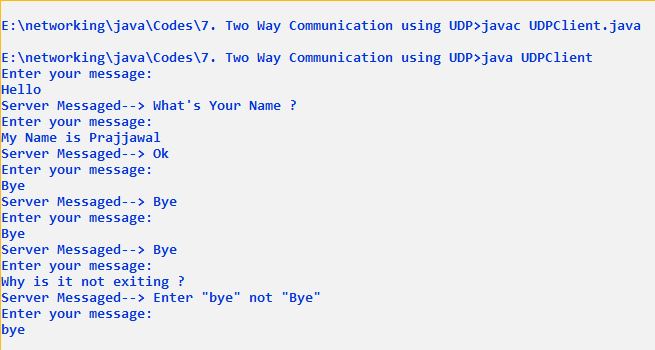 E:\networking\java\Codes\7. Two Way Communication using UDP>javac UDPClient.java
E:\networking\java\Codes\7. Two Way Communication using UDP>java UDPClient
Enter your message:
Hello
Server Messaged--> What's Your Name ?
Enter your message:
My Name is Prajjawal
Server Messaged--> Ok
Enter your message:
Bye
Server Messaged--> Bye
Enter your message:
Bye
Server Messaged--> Bye
Enter your message:
Why is it not exiting ?
Server Messaged--> Enter "bye" not "Bye"
Enter your message:
bye